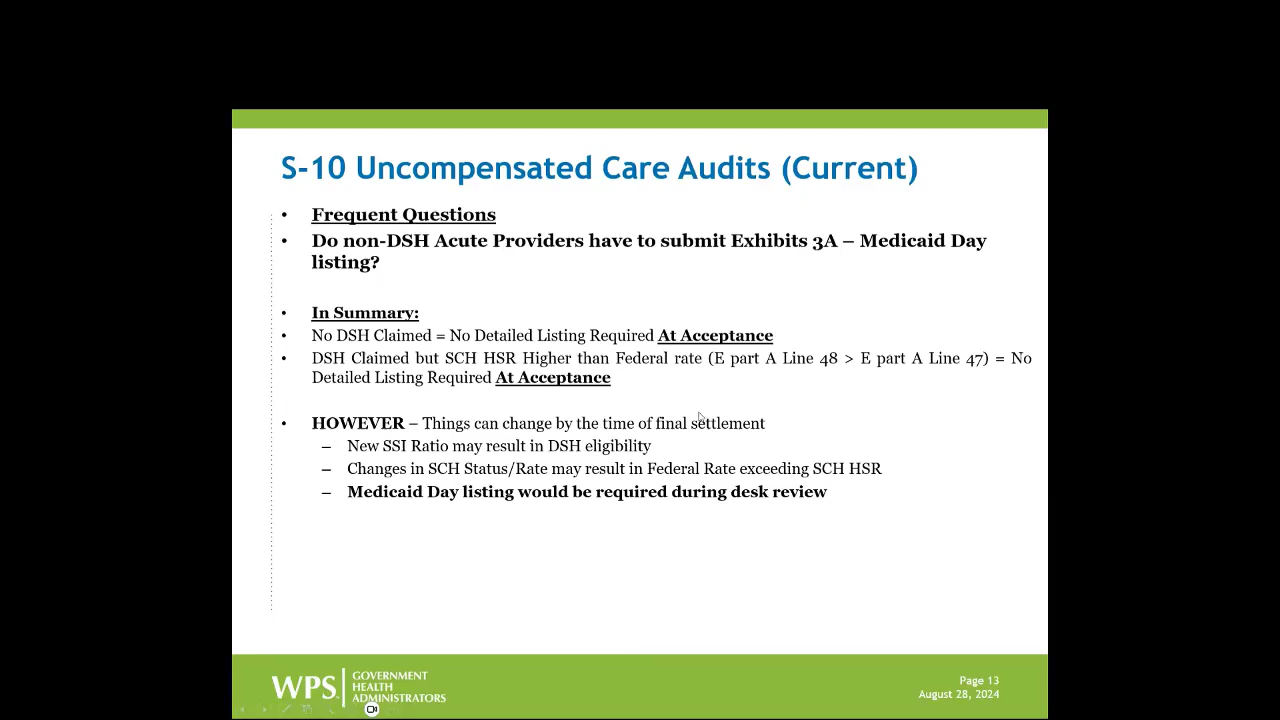 S-10 Uncompensated Care Audits (Current)
• Frequent Questions
• Do non-DSH Acute Providers have to submit Exhibits 3A – Medicaid Day
listing?
• In Summary:
• No DSH Claimed = No Detailed Listing Required At Acceptance
• DSH Claimed but SCH HSR Higher than Federal rate (E part A Line 48 > E part A Line 47) = No
Detailed Listing Required At Acceptance
• HOWEVER – Things can change by the time of final settlement
– New SSI Ratio may result in DSH eligibility
– Changes in SCH Status/Rate may result in Federal Rate exceeding SCH HSR
– Medicaid Day listing would be required during desk review
WPS
GOVERNMENT
HEALTH
ADMINISTRATORS
Page 13
August 28, 2024